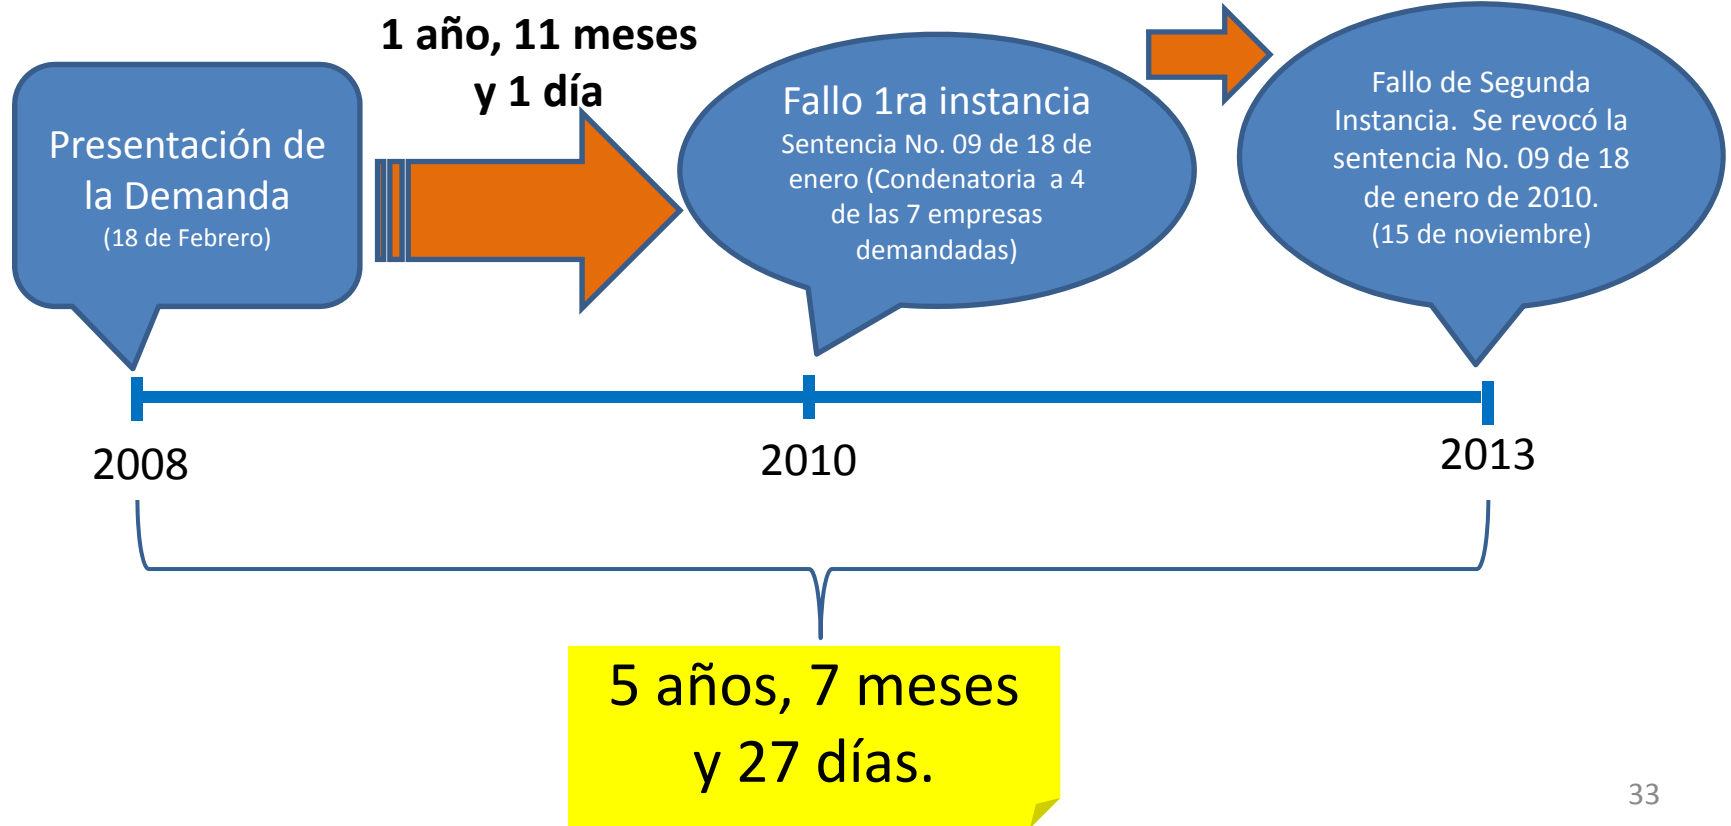 1 año, 11 meses
y 1 día
Presentación de
la Demanda
(18 de Febrero)
Fallo 1ra instancia
Sentencia No. 09 de 18 de
enero (Condenatoria a 4
de las 7 empresas
demandadas)
Fallo de Segunda
Instancia. Se revocó la
sentencia No. 09 de 18
de enero de 2010.
(15 de noviembre)
2008
2010
2013
5 años, 7 meses
y 27 días.
33